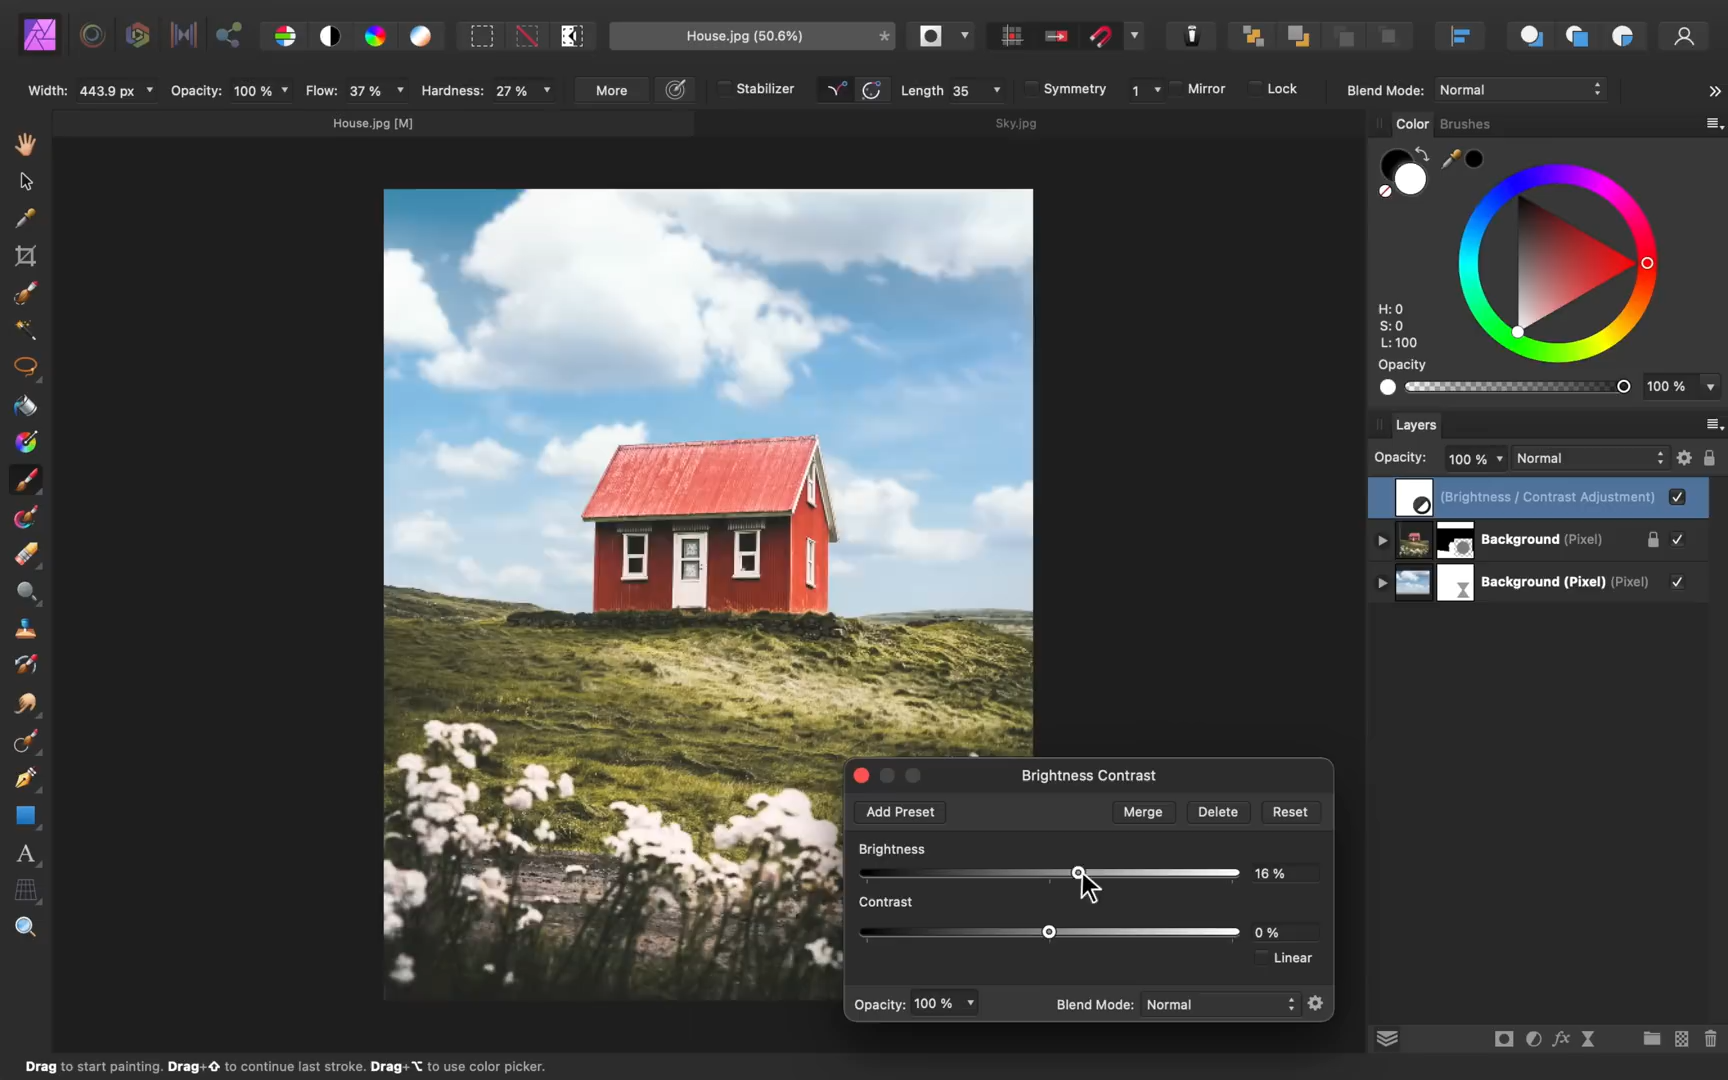 House.jpg (50.6%) *
Width: 443.9 px Opacity: 100 % Flow: 37 % Hardness: 27 % More Stabilizer Length 35 Symmetry 1 Mirror Lock Blend Mode: Normal
House.jpg [M] Sky.jpg
Color Brushes
H: 0
S: 0
L: 100
Opacity
100 %
Layers
Opacity: 100 % Normal
(Brightness / Contrast Adjustment)
Background (Pixel)
Background (Pixel) (Pixel)
Brightness Contrast
Add Preset Merge Delete Reset
Brightness
16 %
Contrast
0 %
Linear
Opacity: 100 % Blend Mode: Normal
fx
Drag to start painting. Drag+⇧ to continue last stroke. Drag+⌥ to use color picker.